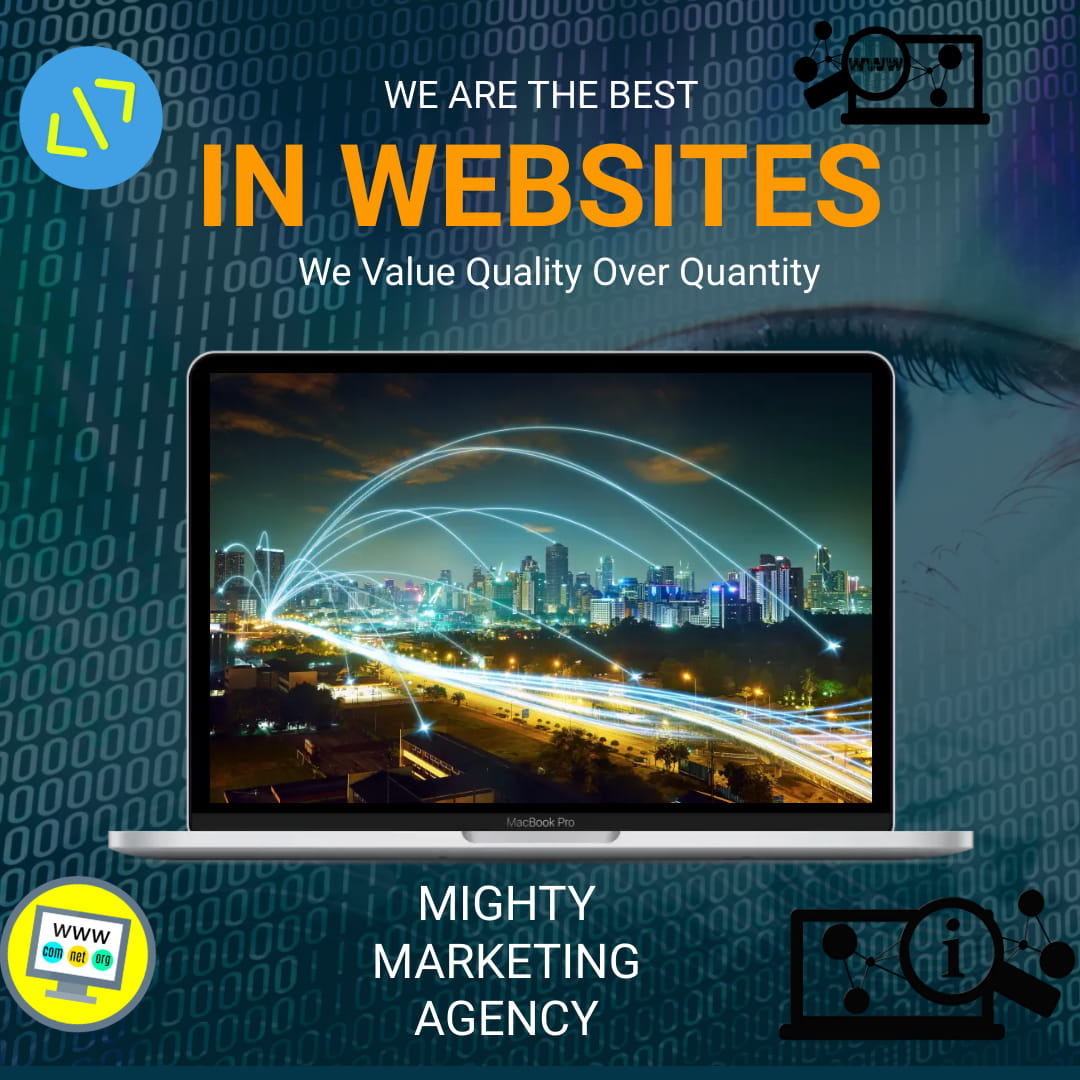 WWW
WE ARE THE BEST
IN WEBSITES
We Value Quality Over Quantity
MacBook Pro
MIGHTY
MARKETING
AGENCY
WWW
com net org
i